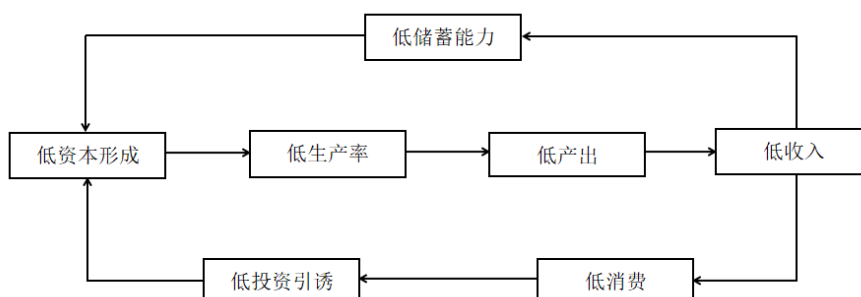 低储蓄能力
低资本形成
低生产率
低产出
低收入
低投资引诱
低消费